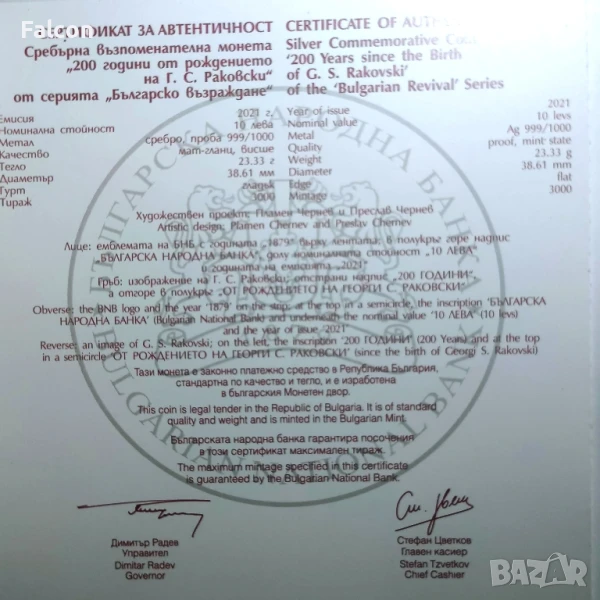 Falcon
СЕРТИФИКАТ ЗА АВТЕНТИЧНОСТ
Сребърна възпоменателна монета
„200 години от рождението
на Г. С. Раковски“
от серията „Българско възраждане“
CERTIFICATE OF
Silver Commemorative
‘200 Years since the Birth
of G. S. Rakovski’
of the ‘Bulgarian Revival’ Series
Емисия 2021 г.
Номинална стойност 10 лева
Метал сребро, проба 999/1000
Качество мат-гланц, висше
Тегло 23.33 г
Диаметър 38.61 мм
Гурт гладък
Тираж 3000
Year of issue 2021
Nominal value 10 levs
Metal Ag 999/1000
Quality proof, mint state
Weight 23.33 g
Diameter 38.61 mm
Edge flat
Mintage 3000
Художествен проект: Пламен Чернев и Преслав Чернев
Artistic design: Plamen Chernev and Preslav Chernev
Лице: емблемата на БНБ с годината "1879" върху лентата; в полукръг горе надпис
"БЪЛГАРСКА НАРОДНА БАНКА", долу номиналната стойност "10 ЛЕВА"
и годината на емисията "2021"
Гръб: изображение на Г. С. Раковски; отстрани надпис "200 ГОДИНИ",
а отгоре в полукръг "ОТ РОЖДЕНИЕТО НА ГЕОРГИ С. РАКОВСКИ"
Obverse: the BNB logo and the year '1879' on the strip; at the top in a semicircle, the inscription 'БЪЛГАРСКА
НАРОДНА БАНКА' (Bulgarian National Bank) and underneath the nominal value '10 ЛЕВА' (10 levs)
and the year of issue '2021'
Reverse: an image of G. S. Rakovski; on the left, the inscription '200 ГОДИНИ' (200 Years) and at the top
in a semicircle 'ОТ РОЖДЕНИЕТО НА ГЕОРГИ С. РАКОВСКИ' (since the birth of Georgi S. Rakovski)
Тази монета е законно платежно средство в Република България,
стандартна по качество и тегло, и е изработена
в българския Монетен двор.
This coin is legal tender in the Republic of Bulgaria. It is of standard
quality and weight and is minted in the Bulgarian Mint.
Българската народна банка гарантира посочения
в този сертификат максимален тираж.
The maximum mintage specified in this certificate
is guaranteed by the Bulgarian National Bank.
Димитър Радев
Управител
Dimitar Radev
Governor
Стефан Цветков
Главен касиер
Stefan Tzvetkov
Chief Cashier
БЪЛГАРСКА НАРОДНА БАНКА
BULGARIAN NATIONAL BANK
BAZAR
bazar.bg